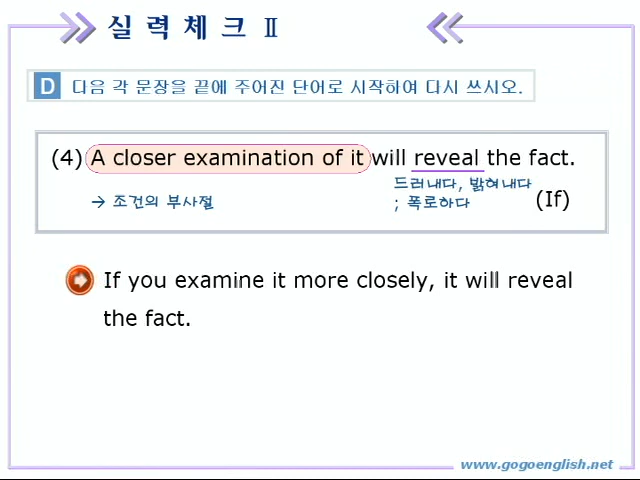 실 력 체 크 Ⅱ
D 다음 각 문장을 끝에 주어진 단어로 시작하여 다시 쓰시오.
(4) A closer examination of it will reveal the fact.
드러내다, 밝혀내다
→ 조건의 부사절 ; 폭로하다 (If)
If you examine it more closely, it will reveal
the fact.
www.gogoenglish.net